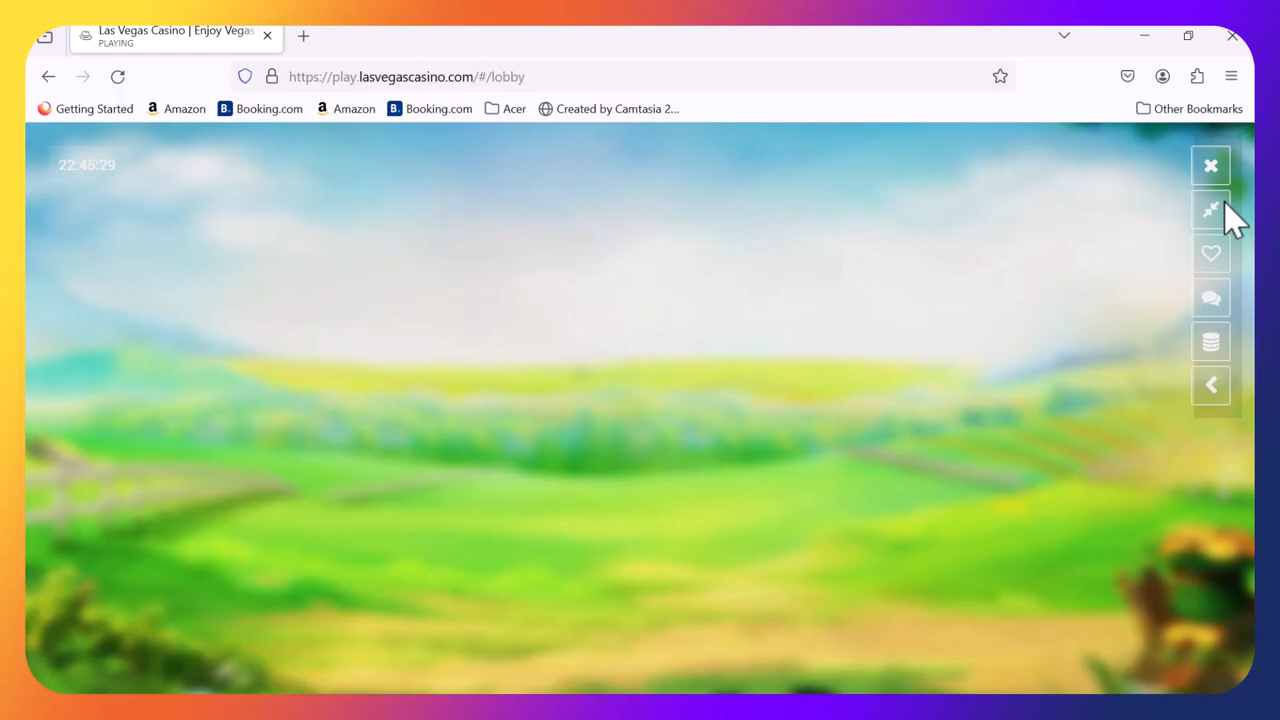 Las Vegas Casino | Enjoy Vegas
PLAYING
https://play.lasvegascasino.com/#/lobby
Getting Started
Amazon
B. Booking.com
Amazon
B. Booking.com
Acer
Created by Camtasia 2...
Other Bookmarks
22:45:29